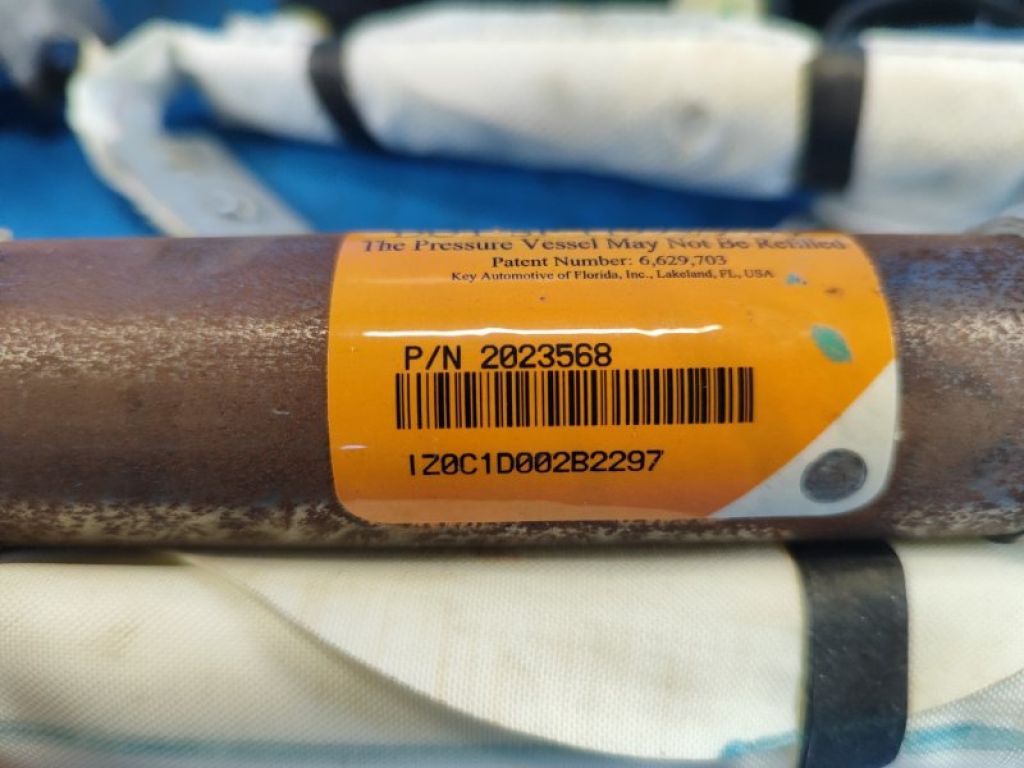 The Pressure Vessel May Not Be Refilled
Patent Number: 6,629,703
Key Automotive of Florida, Inc., Lakeland, FL, USA
P/N 2023568
IZ0C1D002B2297